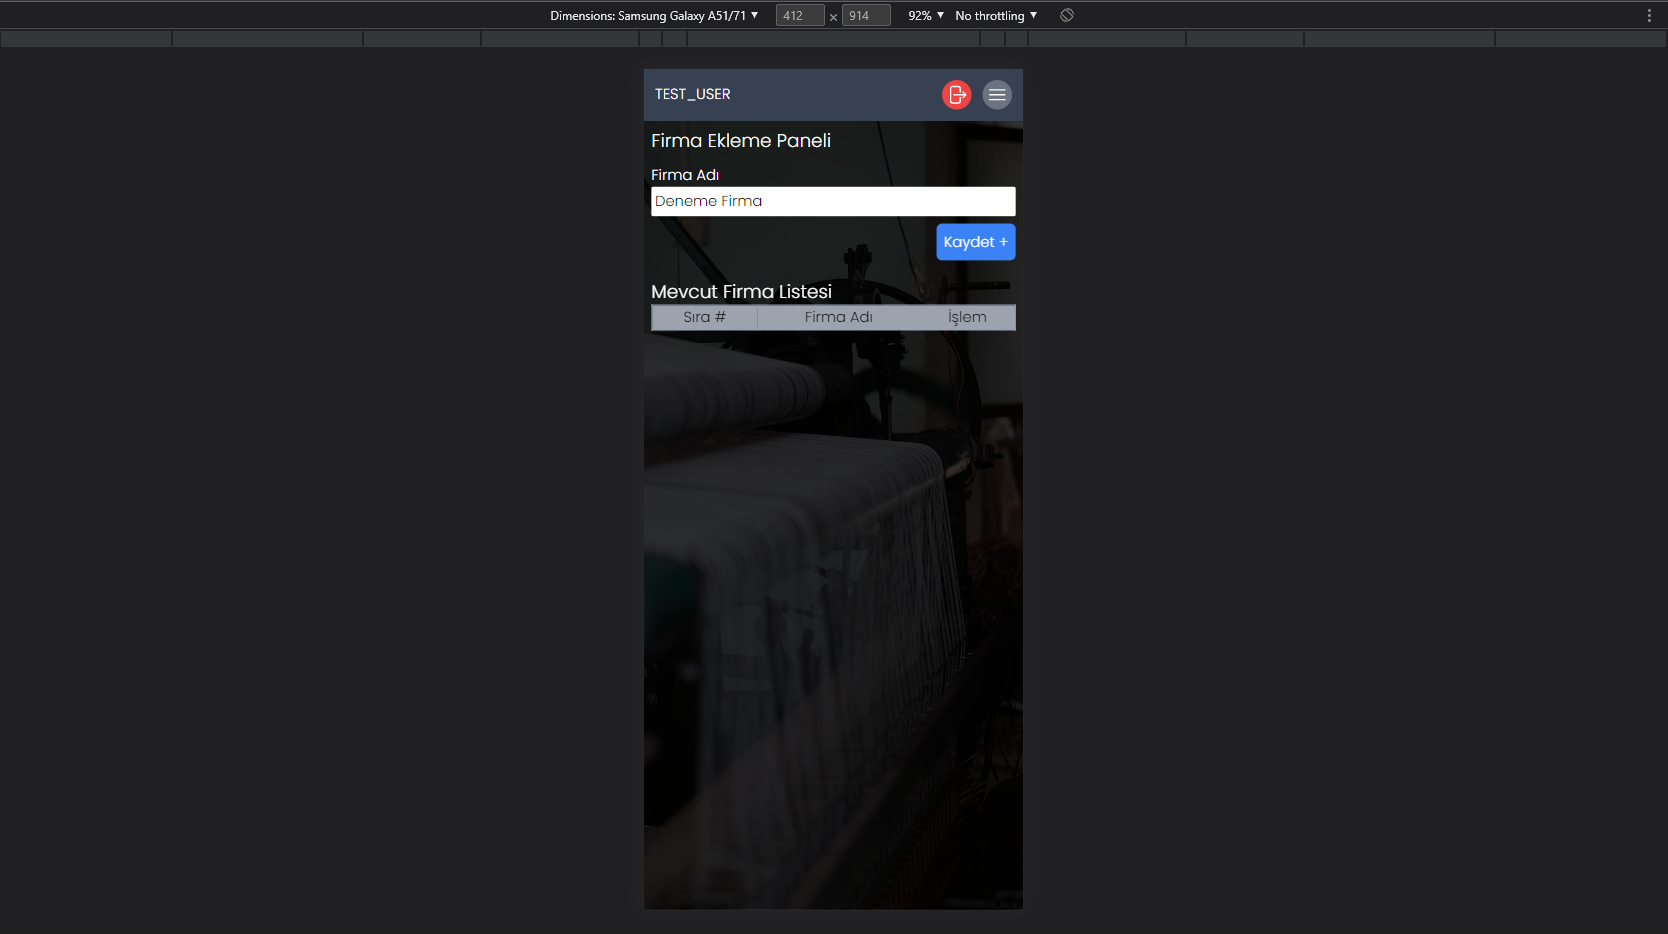 Dimensions: Samsung Galaxy A51/71 ▼ 412 × 914 92% ▼ No throttling ▼
TEST_USER
Firma Ekleme Paneli
Firma Adı
Deneme Firma
Kaydet +
Mevcut Firma Listesi
Sıra # Firma Adı İşlem